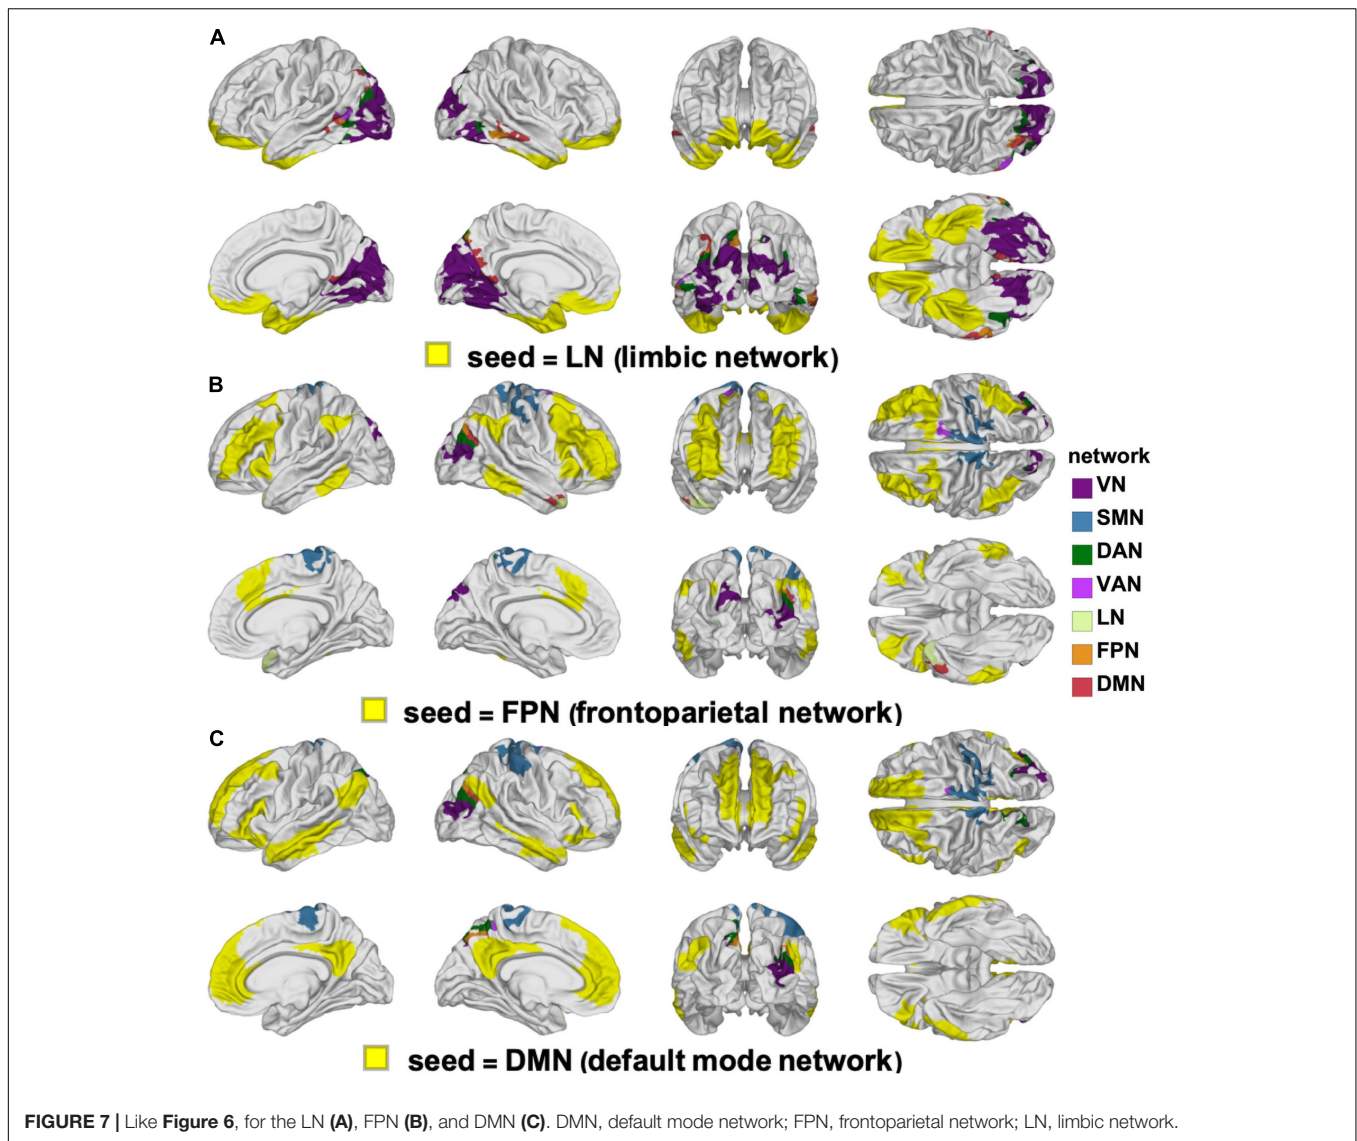 A
seed = LN (limbic network)
B
network
VN
SMN
DAN
VAN
LN
FPN
DMN
seed = FPN (frontoparietal network)
C
seed = DMN (default mode network)
FIGURE 7 | Like Figure 6, for the LN (A), FPN (B), and DMN (C). DMN, default mode network; FPN, frontoparietal network; LN, limbic network.